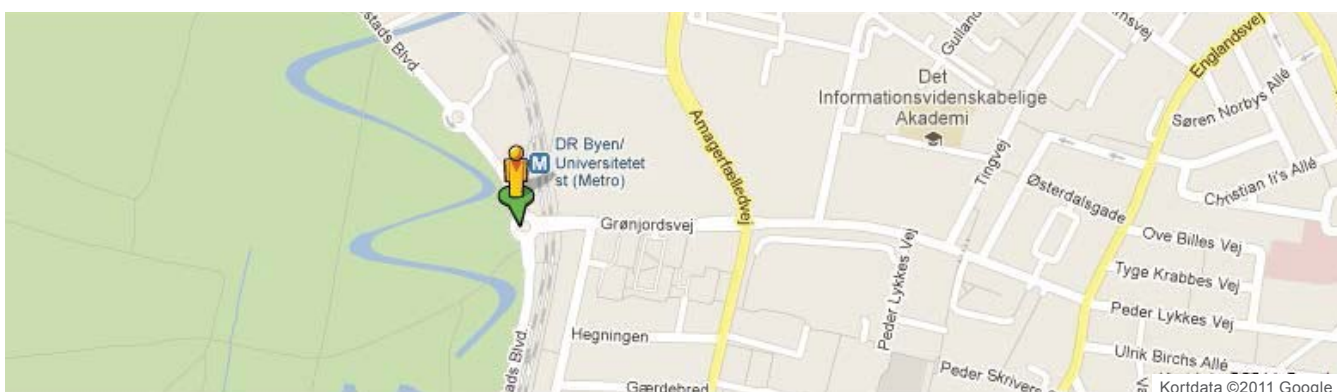 stads Blvd.
DR Byen/
Universitetet
st (Metro)
M
Amagerfælledvej
Grønjordsvej
Hegningen
Gærdebred
ads Blvd.
Det
Informationsvidenskabelige
Akademi
Tingvej
Englandsvej
Søren Norbys Allé
Christian II's Allé
Østerdalsgade
Ove Billes Vej
Tyge Krabbes Vej
Peder Lykkes Vej
Peder Lykkes Vej
Ulrik Birchs Allé
Peder Skrivers
Kortdata ©2011 Google